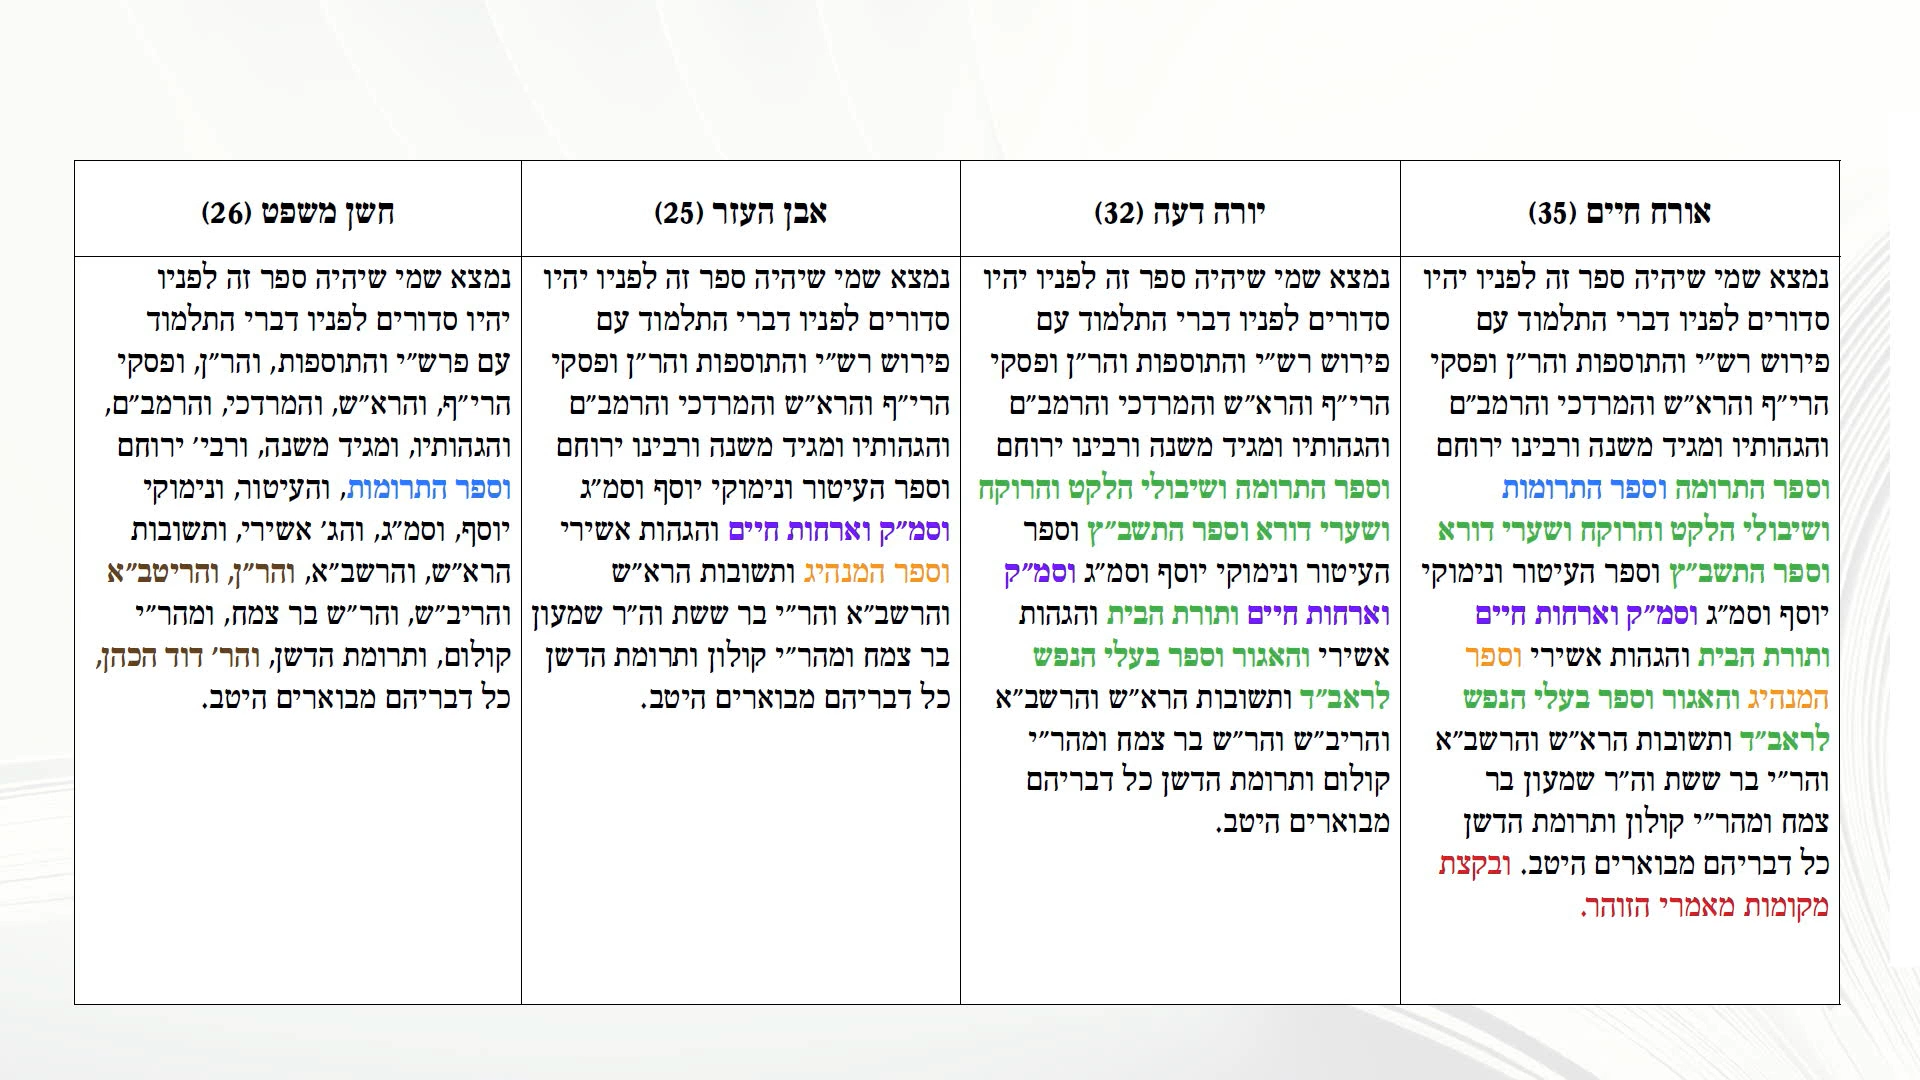 אורח חיים (35)
נמצא שמי שיהיה ספר זה לפניו יהיו
סדורים לפניו דברי התלמוד עם
פירוש רש״י והתוספות והר״ן ופסקי
הרי״ף והרא״ש והמרדכי והרמב״ם
והגהותיו ומגיד משנה ורבינו ירוחם
וספר התרומה וספר התרומות
ושיבולי הלקט והרוקח ושערי דורא
וספר התשב״ץ וספר העיטור ונימוקי
יוסף וסמ״ג וסמ״ק וארחות חיים
ותורת הבית והגהות אשירי וספר
המנהיג והאגור וספר בעלי הנפש
לראב״ד ותשובות הרא״ש והרשב״א
והר״י בר ששת וה״ר שמעון בר
צמח ומהר״י קולון ותרומת הדשן
כל דבריהם מבוארים היטב. ובקצת
מקומות מאמרי הזוהר.
יורה דעה (32)
נמצא שמי שיהיה ספר זה לפניו יהיו
סדורים לפניו דברי התלמוד עם
פירוש רש״י והתוספות והר״ן ופסקי
הרי״ף והרא״ש והמרדכי והרמב״ם
והגהותיו ומגיד משנה ורבינו ירוחם
וספר התרומה ושיבולי הלקט והרוקח
ושערי דורא וספר התשב״ץ וספר
העיטור ונימוקי יוסף וסמ״ג וסמ״ק
וארחות חיים ותורת הבית והגהות
אשירי והאגור וספר בעלי הנפש
לראב״ד ותשובות הרא״ש והרשב״א
והריב״ש והר״ש בר צמח ומהר״י
קולום ותרומת הדשן כל דבריהם
מבוארים היטב.
אבן העזר (25)
נמצא שמי שיהיה ספר זה לפניו יהיו
סדורים לפניו דברי התלמוד עם
פירוש רש״י והתוספות והר״ן ופסקי
הרי״ף והרא״ש והמרדכי והרמב״ם
והגהותיו ומגיד משנה ורבינו ירוחם
וספר העיטור ונימוקי יוסף וסמ״ג
וסמ״ק וארחות חיים והגהות אשירי
וספר המנהיג ותשובות הרא״ש
והרשב״א והר״י בר ששת וה״ר שמעון
בר צמח ומהר״י קולון ותרומת הדשן
כל דבריהם מבוארים היטב.
חשן משפט (26)
נמצא שמי שיהיה ספר זה לפניו
יהיו סדורים לפניו דברי התלמוד
עם פרש״י והתוספות, והר״ן, ופסקי
הרי״ף, והרא״ש, והמרדכי, והרמב״ם,
והגהותיו, ומגיד משנה, ורבי׳ ירוחם
וספר התרומות, והעיטור, ונימוקי
יוסף, וסמ״ג, והג׳ אשירי, ותשובות
הרא״ש, והרשב״א, והר״ן, והריטב״א
והריב״ש, והר״ש בר צמח, ומהר״י
קולום, ותרומת הדשן, והר׳ דוד הכהן,
כל דבריהם מבוארים היטב.